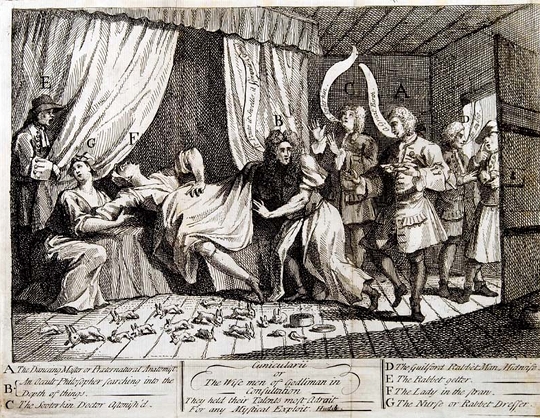 E
G
F
B
C
A
D
A The Dancing Master or Præternatural Anatomist.
B An Occult Philosopher searching into the
Depth of things.
C The Sooterkin Doctor Astonish'd.
Cunicularii
or
The Wise men of Godliman in
Consultation
They held their Talents most Adroit
For any Mystical Exploit Hudib.
D The Guilford Rabbet Man Midwife.
E The Rabbet getter.
F The Lady in the straw.
G The Nurse or Rabbet Dresser.